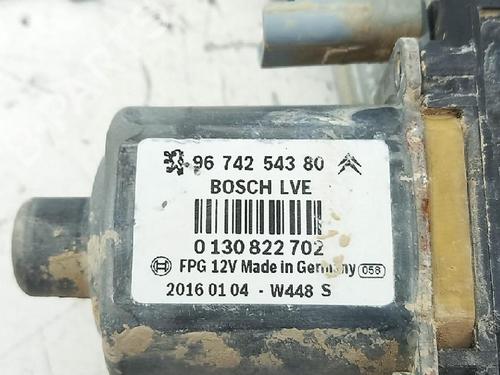 96 742 543 80
BOSCH LVE
0 130 822 702
FPG 12V Made in Germany 058
2016 01 04 - W448 S